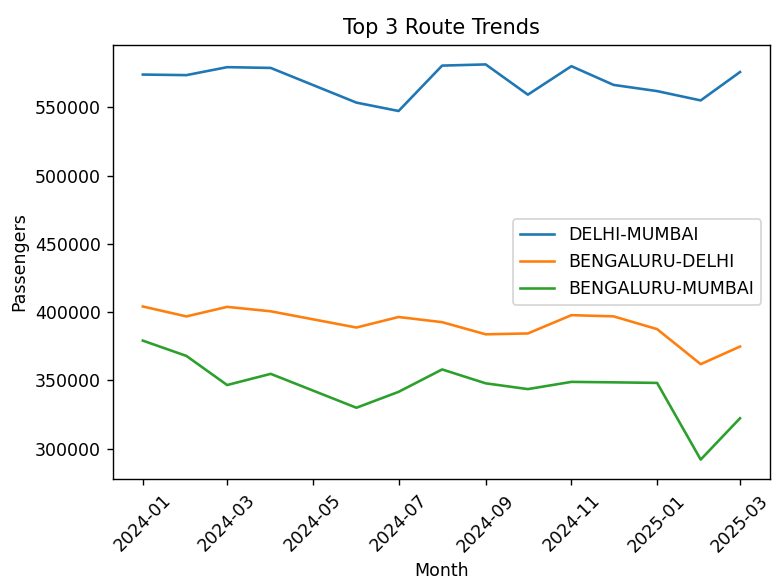 Top 3 Route Trends
Passengers
550000
500000
450000
400000
350000
300000
DELHI-MUMBAI
BENGALURU-DELHI
BENGALURU-MUMBAI
2024-01
2024-03
2024-05
2024-07
2024-09
2024-11
2025-01
2025-03
Month